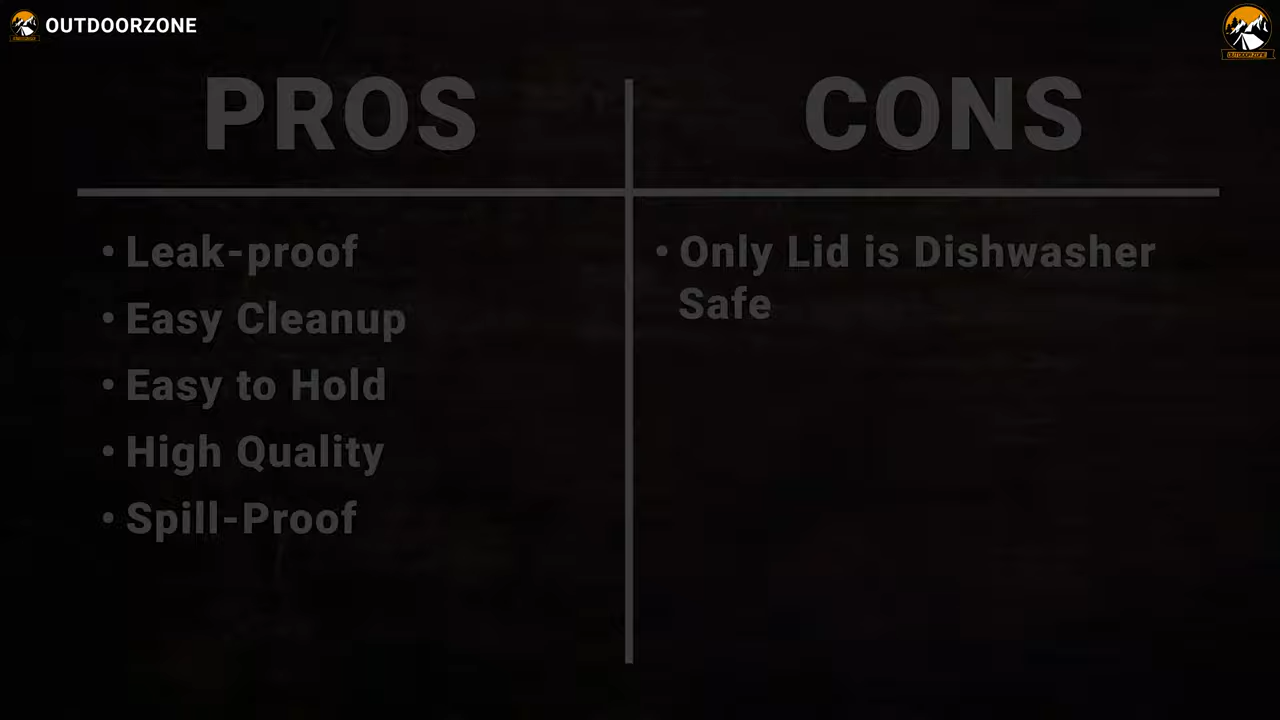 OUTDOORZONE
PROS
CONS
• Leak-proof
• Easy Cleanup
• Easy to Hold
• High Quality
• Spill-Proof
• Only Lid is Dishwasher
Safe
OUTDOORZONE